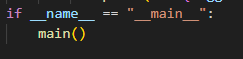 if __name__ == "__main__":
    main()